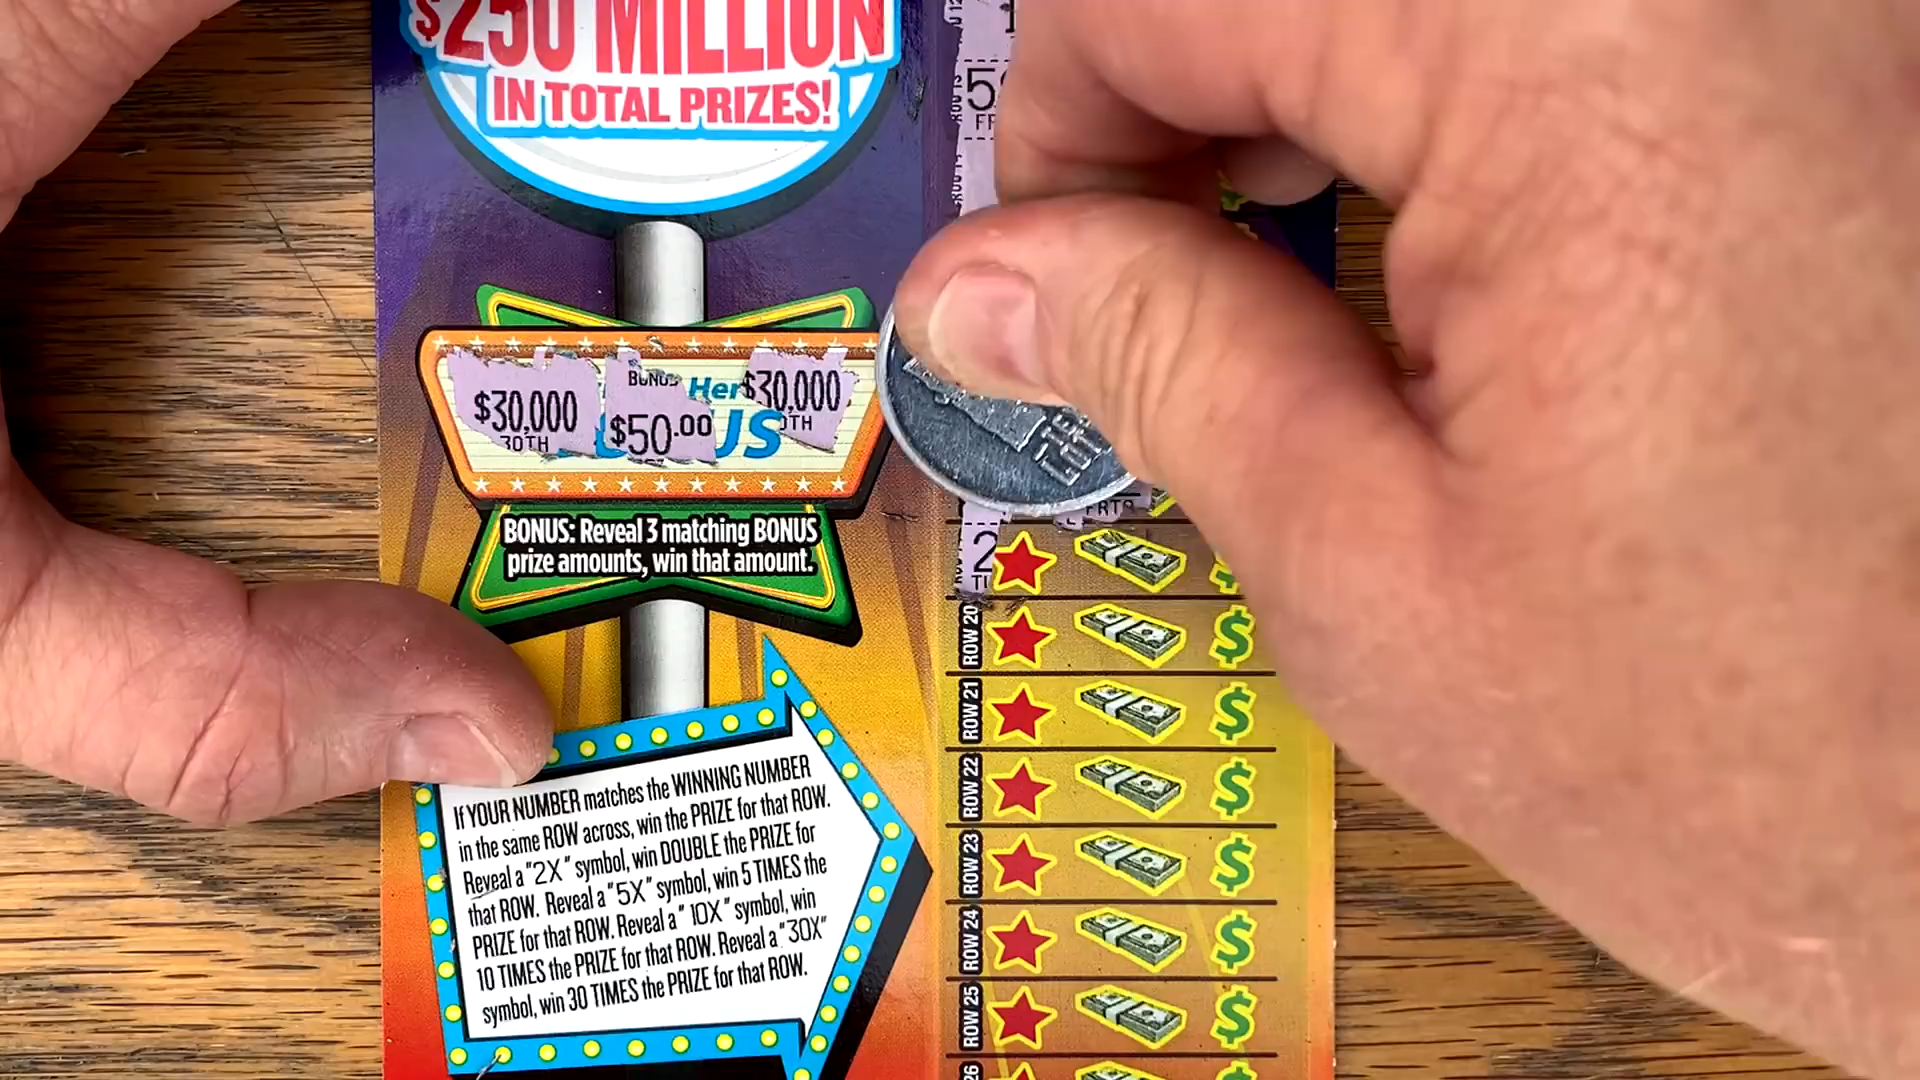 $250 MILLION
IN TOTAL PRIZES!
$30,000
30TH
BONUS
$50.00
Her
$30,000
US
BONUS: Reveal 3 matching BONUS
prize amounts, win that amount.
IF YOUR NUMBER matches the WINNING NUMBER
in the same ROW across, win the PRIZE for that ROW.
Reveal a "2X" symbol, win DOUBLE the PRIZE for
that ROW. Reveal a "5X" symbol, win 5 TIMES the
PRIZE for that ROW. Reveal a "10X" symbol, win
10 TIMES the PRIZE for that ROW. Reveal a "30X"
symbol, win 30 TIMES the PRIZE for that ROW.
FRTS
ROW 20
ROW 21
ROW 22
ROW 23
ROW 24
ROW 25
26